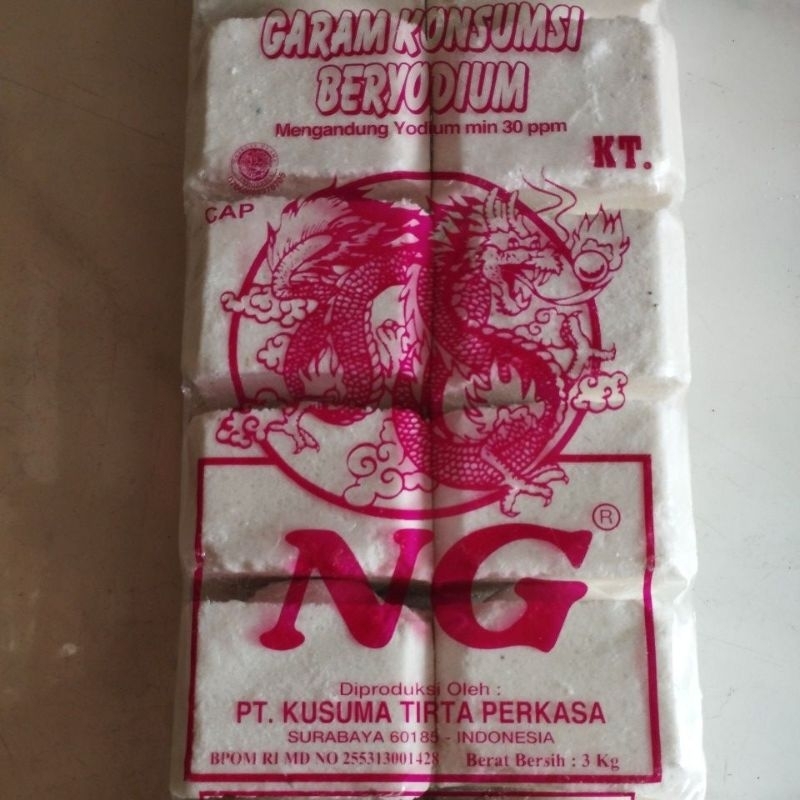 GARAM KONSUMSI
BERYODIUM
Mengandung Yodium min 30 ppm
KT.
CAP
NG
®
Diproduksi Oleh :
PT. KUSUMA TIRTA PERKASA
SURABAYA 60185 - INDONESIA
BPOM RI MD NO 255313001428 Berat Bersih : 3 Kg